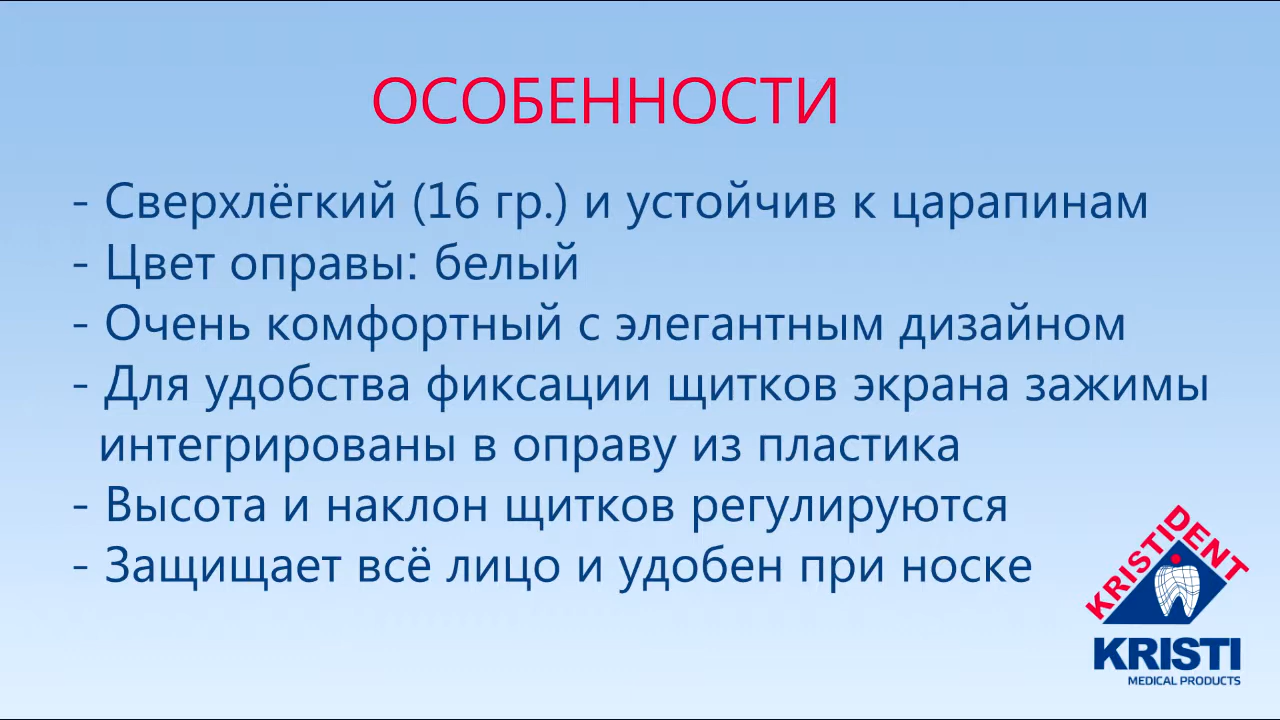 ОСОБЕННОСТИ
- Сверхлёгкий (16 гр.) и устойчив к царапинам
- Цвет оправы: белый
- Очень комфортный с элегантным дизайном
- Для удобства фиксации щитков экрана зажимы
интегрированы в оправу из пластика
- Высота и наклон щитков регулируются
- Защищает всё лицо и удобен при носке
KRISTIDENT
KRISTI
MEDICAL PRODUCTS